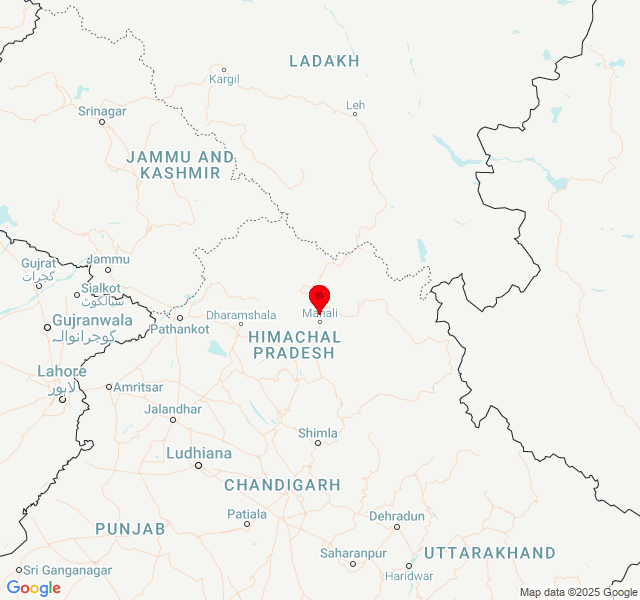 LADAKH
Kargil
Leh
Srinagar
JAMMU AND
KASHMIR
Jammu
Gujrat
گجرات
Sialkot
سیالکوٹ
Gujranwala
گوجرانوالہ
Pathankot
Dharamshala
Manali
HIMACHAL
PRADESH
Lahore
لاہور
Amritsar
Jalandhar
Shimla
Ludhiana
CHANDIGARH
PUNJAB
Patiala
Dehradun
Saharanpur
UTTARAKHAND
Haridwar
Sri Ganganagar
Google
Map data ©2025 Google